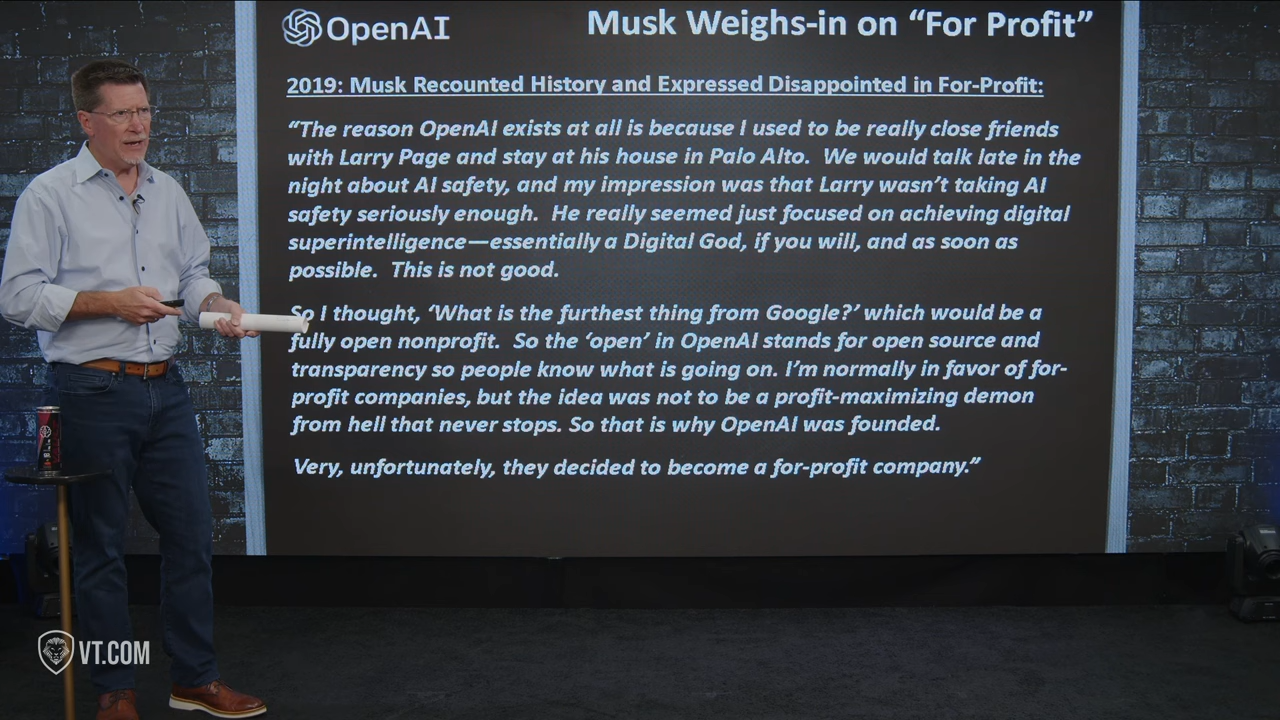 OpenAI
Musk Weighs-in on “For Profit”
2019: Musk Recounted History and Expressed Disappointed in For-Profit:
“The reason OpenAI exists at all is because I used to be really close friends
with Larry Page and stay at his house in Palo Alto. We would talk late in the
night about AI safety, and my impression was that Larry wasn’t taking AI
safety seriously enough. He really seemed just focused on achieving digital
superintelligence—essentially a Digital God, if you will, and as soon as
possible. This is not good.
So I thought, ‘What is the furthest thing from Google?’ which would be a
fully open nonprofit. So the ‘open’ in OpenAI stands for open source and
transparency so people know what is going on. I’m normally in favor of for-
profit companies, but the idea was not to be a profit-maximizing demon
from hell that never stops. So that is why OpenAI was founded.
Very, unfortunately, they decided to become a for-profit company.”
VT.COM